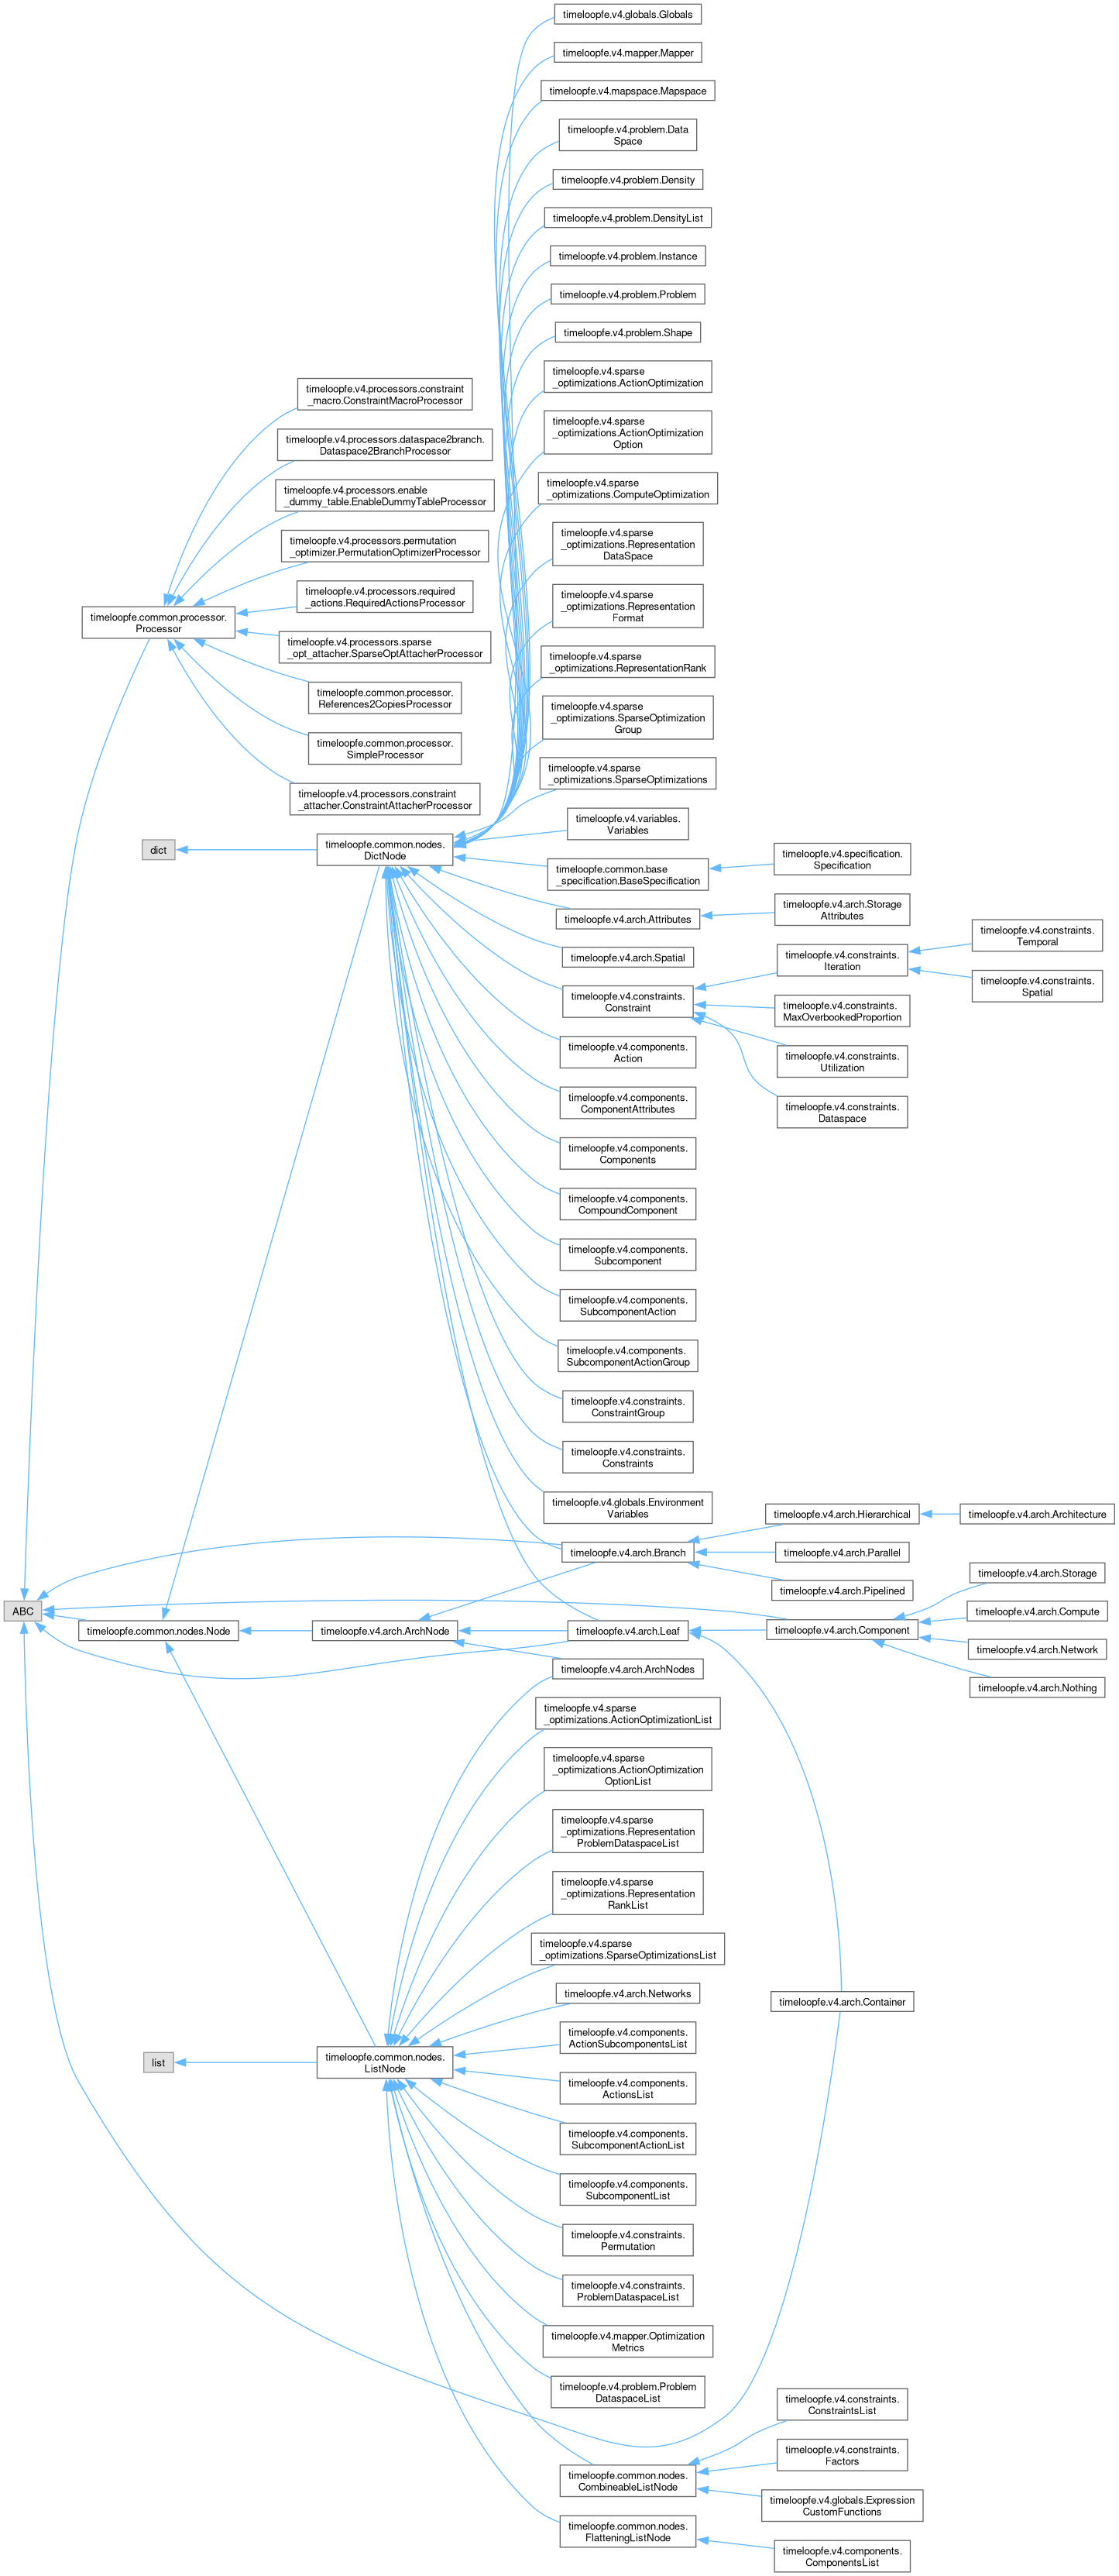 timeloopfe.v4.globals.Globals
timeloopfe.v4.mapper.Mapper
timeloopfe.v4.mapspace.Mapspace
timeloopfe.v4.problem.Data
Space
timeloopfe.v4.problem.Density
timeloopfe.v4.problem.DensityList
timeloopfe.v4.problem.Instance
timeloopfe.v4.problem.Problem
timeloopfe.v4.problem.Shape
timeloopfe.v4.sparse
_optimizations.ActionOptimization
timeloopfe.v4.sparse
_optimizations.ActionOptimization
Option
timeloopfe.v4.sparse
_optimizations.ComputeOptimization
timeloopfe.v4.sparse
_optimizations.Representation
DataSpace
timeloopfe.v4.sparse
_optimizations.Representation
Format
timeloopfe.v4.sparse
_optimizations.RepresentationRank
timeloopfe.v4.sparse
_optimizations.SparseOptimization
Group
timeloopfe.v4.sparse
_optimizations.SparseOptimizations
timeloopfe.v4.processors.constraint
_macro.ConstraintMacroProcessor
timeloopfe.v4.processors.dataspace2branch.
Dataspace2BranchProcessor
timeloopfe.v4.processors.enable
_dummy_table.EnableDummyTableProcessor
timeloopfe.v4.processors.permutation
_optimizer.PermutationOptimizerProcessor
timeloopfe.v4.processors.required
_actions.RequiredActionsProcessor
timeloopfe.common.processor.
Processor
timeloopfe.v4.processors.sparse
_opt_attacher.SparseOptAttacherProcessor
timeloopfe.common.processor.
References2CopiesProcessor
timeloopfe.common.processor.
SimpleProcessor
timeloopfe.v4.processors.constraint
_attacher.ConstraintAttacherProcessor
dict
timeloopfe.common.nodes.
DictNode
timeloopfe.v4.variables.
Variables
timeloopfe.common.base
_specification.BaseSpecification
timeloopfe.v4.specification.
Specification
timeloopfe.v4.arch.Attributes
timeloopfe.v4.arch.Storage
Attributes
timeloopfe.v4.arch.Spatial
timeloopfe.v4.constraints.
Constraint
timeloopfe.v4.constraints.
Iteration
timeloopfe.v4.constraints.
Temporal
timeloopfe.v4.constraints.
Spatial
timeloopfe.v4.constraints.
MaxOverbookedProportion
timeloopfe.v4.constraints.
Utilization
timeloopfe.v4.constraints.
Dataspace
timeloopfe.v4.components.
Action
timeloopfe.v4.components.
ComponentAttributes
timeloopfe.v4.components.
Components
timeloopfe.v4.components.
CompoundComponent
timeloopfe.v4.components.
Subcomponent
timeloopfe.v4.components.
SubcomponentAction
timeloopfe.v4.components.
SubcomponentActionGroup
timeloopfe.v4.constraints.
ConstraintGroup
timeloopfe.v4.constraints.
Constraints
timeloopfe.v4.globals.Environment
Variables
timeloopfe.v4.arch.Branch
timeloopfe.v4.arch.Hierarchical
timeloopfe.v4.arch.Architecture
timeloopfe.v4.arch.Parallel
timeloopfe.v4.arch.Pipelined
ABC
timeloopfe.common.nodes.Node
timeloopfe.v4.arch.ArchNode
timeloopfe.v4.arch.Leaf
timeloopfe.v4.arch.Component
timeloopfe.v4.arch.Storage
timeloopfe.v4.arch.Compute
timeloopfe.v4.arch.Network
timeloopfe.v4.arch.Nothing
timeloopfe.v4.arch.ArchNodes
timeloopfe.v4.sparse
_optimizations.ActionOptimizationList
timeloopfe.v4.sparse
_optimizations.ActionOptimization
OptionList
timeloopfe.v4.sparse
_optimizations.Representation
ProblemDataspaceList
timeloopfe.v4.sparse
_optimizations.Representation
RankList
timeloopfe.v4.sparse
_optimizations.SparseOptimizationsList
timeloopfe.v4.arch.Networks
timeloopfe.v4.arch.Container
list
timeloopfe.common.nodes.
ListNode
timeloopfe.v4.components.
ActionSubcomponentsList
timeloopfe.v4.components.
ActionsList
timeloopfe.v4.components.
SubcomponentActionList
timeloopfe.v4.components.
SubcomponentList
timeloopfe.v4.constraints.
Permutation
timeloopfe.v4.constraints.
ProblemDataspaceList
timeloopfe.v4.mapper.Optimization
Metrics
timeloopfe.v4.problem.Problem
DataspaceList
timeloopfe.common.nodes.
CombineableListNode
timeloopfe.v4.constraints.
ConstraintsList
timeloopfe.v4.constraints.
Factors
timeloopfe.v4.globals.Expression
CustomFunctions
timeloopfe.common.nodes.
FlatteningListNode
timeloopfe.v4.components.
ComponentsList